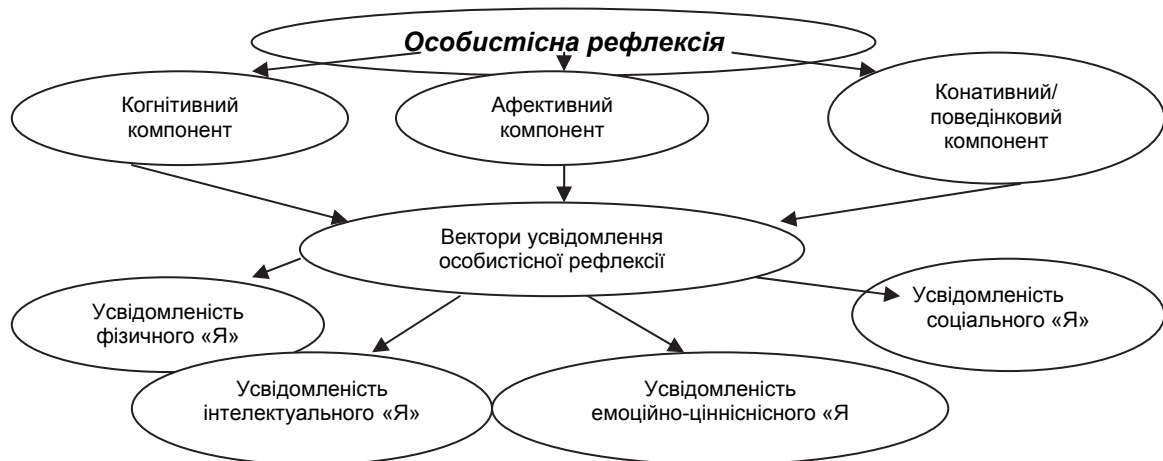 Особистісна рефлексія
Когнітивний
компонент
Афективний
компонент
Конативний/
поведінковий
компонент
Вектори усвідомлення
особистісної рефлексії
Усвідомленість
фізичного «Я»
Усвідомленість
соціального «Я»
Усвідомленість
інтелектуального «Я»
Усвідомленість
емоційно-цінніснісного «Я